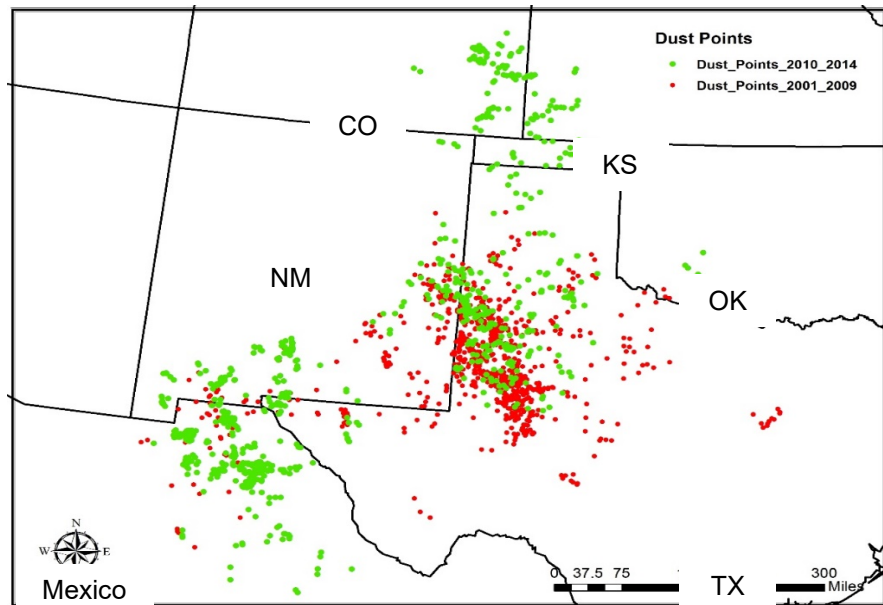 Dust Points
Dust_Points_2010_2014
Dust_Points_2001_2009
CO
KS
NM
OK
N
W E
S
Mexico
0 37.5 75 300
Miles
TX